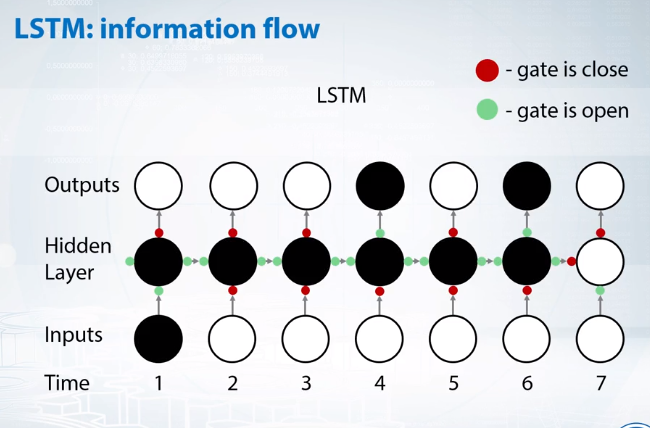 LSTM: information flow
- gate is close
LSTM
- gate is open
Outputs
Hidden
Layer
Inputs
Time 1 2 3 4 5 6 7